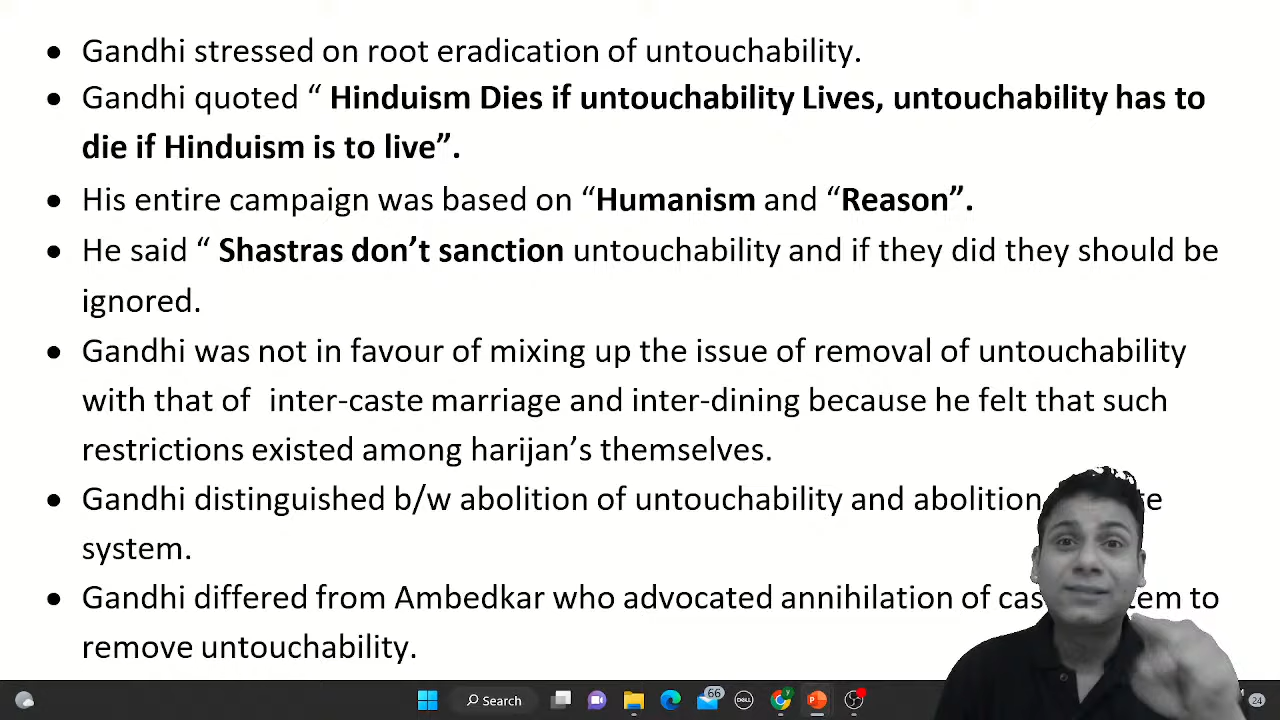 • Gandhi stressed on root eradication of untouchability.
• Gandhi quoted “ Hinduism Dies if untouchability Lives, untouchability has to
die if Hinduism is to live”.
• His entire campaign was based on “Humanism and “Reason”.
• He said “ Shastras don’t sanction untouchability and if they did they should be
ignored.
• Gandhi was not in favour of mixing up the issue of removal of untouchability
with that of inter-caste marriage and inter-dining because he felt that such
restrictions existed among harijan’s themselves.
• Gandhi distinguished b/w abolition of untouchability and abolition
system.
• Gandhi differed from Ambedkar who advocated annihilation of to
remove untouchability.
Search
66
DELL
24